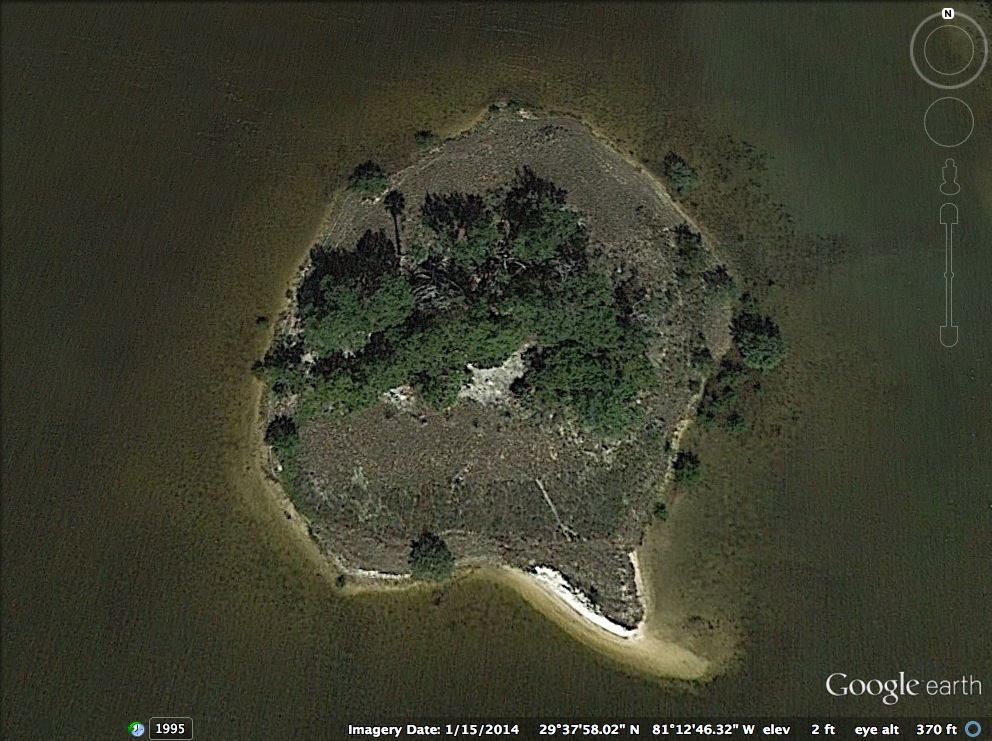 N
Google earth
1995
Imagery Date: 1/15/2014 29°37'58.02" N 81°12'46.32" W elev 2 ft eye alt 370 ft